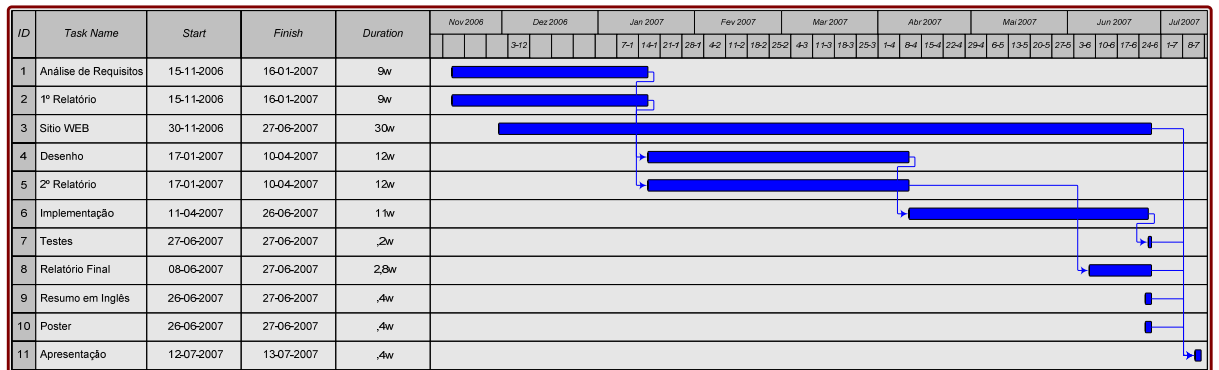 ID Task Name Start Finish Duration Nov 2006 Dez 2006 Jan 2007 Fev 2007 Mar 2007 Abr 2007 Mai 2007 Jun 2007 Jul 2007
3-12 7-1 14-1 21-1 28-1 4-2 11-2 18-2 25-2 4-3 11-3 18-3 25-3 1-4 8-4 15-4 22-4 29-4 6-5 13-5 20-5 27-5 3-6 10-6 17-6 24-6 1-7 8-7
1 Análise de Requisitos 15-11-2006 16-01-2007 9w
2 1º Relatório 15-11-2006 16-01-2007 9w
3 Sitio WEB 30-11-2006 27-06-2007 30w
4 Desenho 17-01-2007 10-04-2007 12w
5 2º Relatório 17-01-2007 10-04-2007 12w
6 Implementação 11-04-2007 26-06-2007 11w
7 Testes 27-06-2007 27-06-2007 ,2w
8 Relatório Final 08-06-2007 27-06-2007 2,8w
9 Resumo em Inglês 26-06-2007 27-06-2007 ,4w
10 Poster 26-06-2007 27-06-2007 ,4w
11 Apresentação 12-07-2007 13-07-2007 ,4w